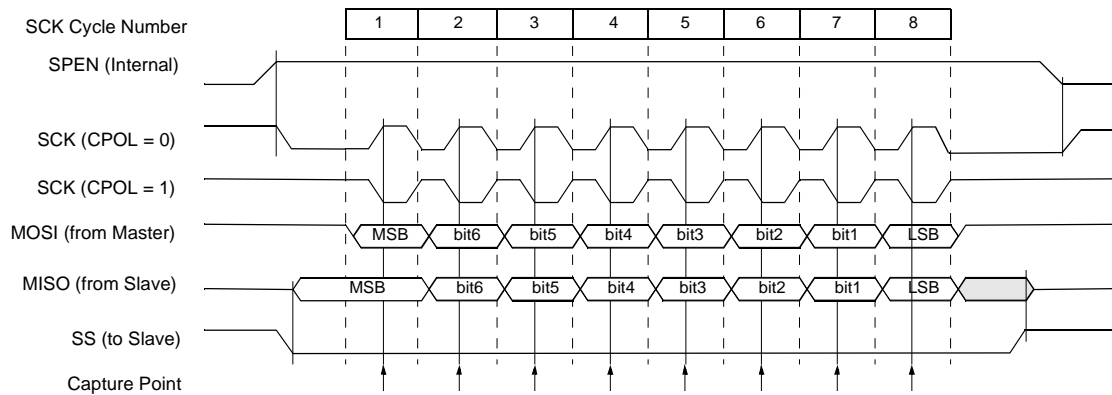 SCK Cycle Number 1 2 3 4 5 6 7 8
SPEN (Internal)
SCK (CPOL = 0)
SCK (CPOL = 1)
MOSI (from Master) MSB bit6 bit5 bit4 bit3 bit2 bit1 LSB
MISO (from Slave) MSB bit6 bit5 bit4 bit3 bit2 bit1 LSB
SS (to Slave)
Capture Point